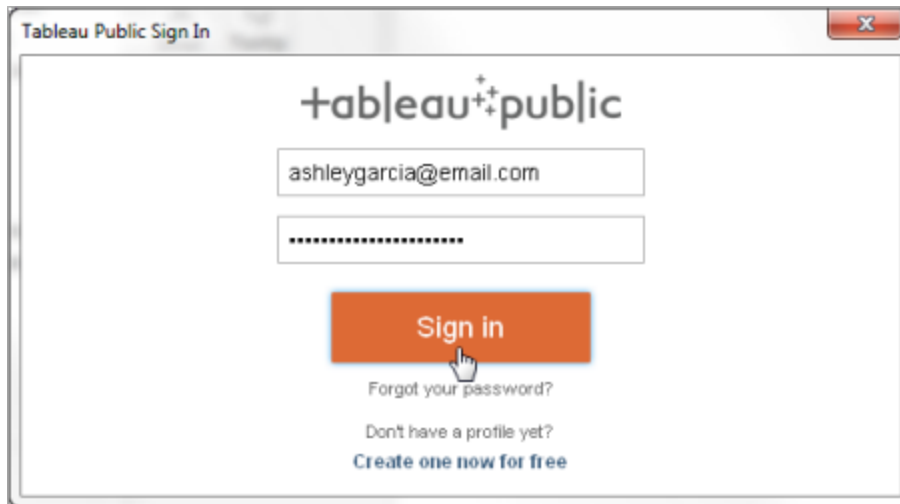 Tableau Public Sign In
tableau public
ashleygarcia@email.com
Sign in
Forgot your password?
Don't have a profile yet?
Create one now for free